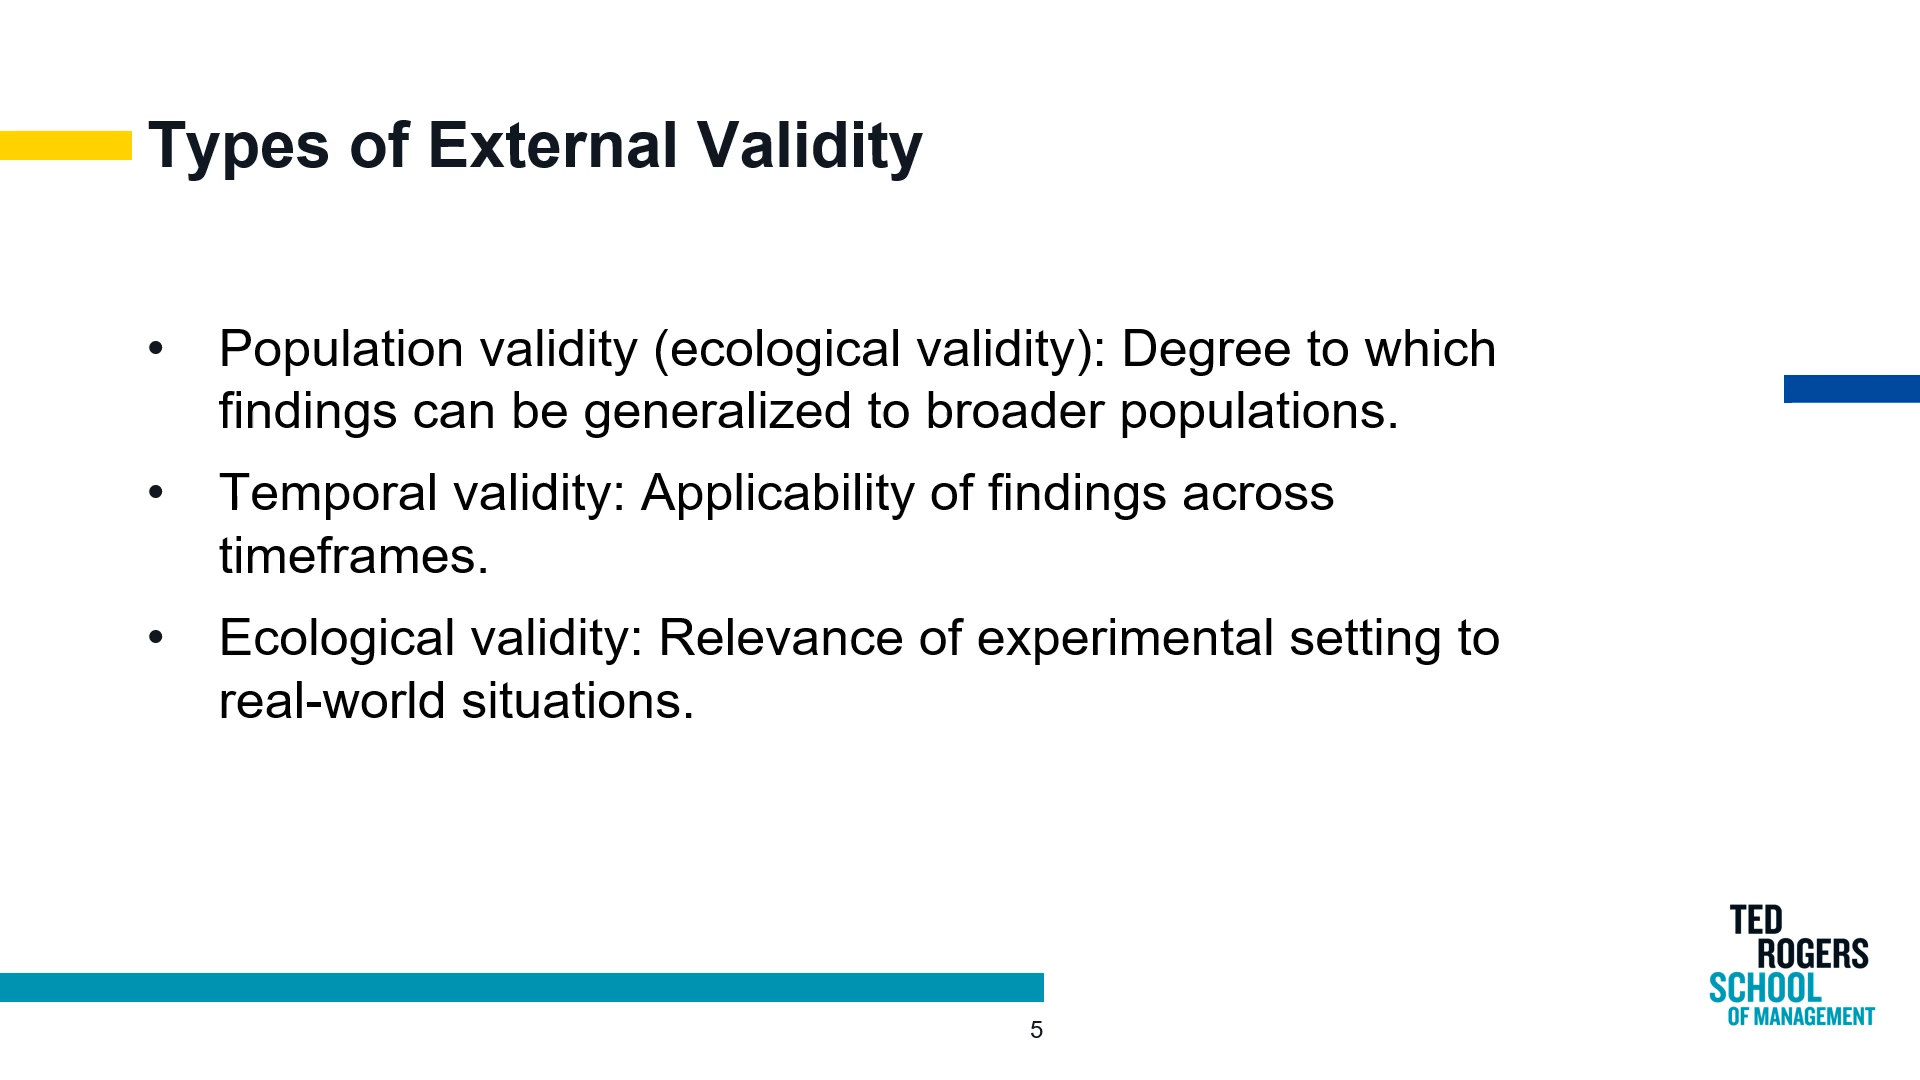 Types of External Validity
• Population validity (ecological validity): Degree to which
findings can be generalized to broader populations.
• Temporal validity: Applicability of findings across
timeframes.
• Ecological validity: Relevance of experimental setting to
real-world situations.
TED
ROGERS
SCHOOL
OF MANAGEMENT
5